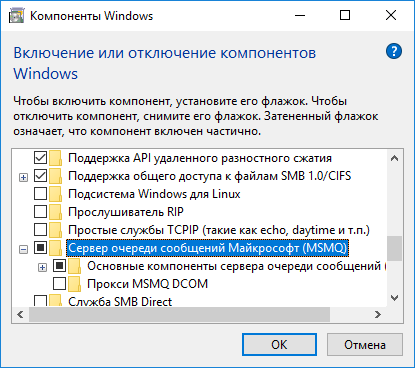 Компоненты Windows
Включение или отключение компонентов
Windows
Чтобы включить компонент, установите его флажок. Чтобы
отключить компонент, снимите его флажок. Затененный флажок
означает, что компонент включен частично.
Поддержка API удаленного разностного сжатия
Поддержка общего доступа к файлам SMB 1.0/CIFS
Подсистема Windows для Linux
Прослушиватель RIP
Простые службы TCPIP (такие как echo, daytime и т.п.)
Сервер очереди сообщений Майкрософт (MSMQ)
Основные компоненты сервера очереди сообщений (
Прокси MSMQ DCOM
Служба SMB Direct
ОК
Отмена